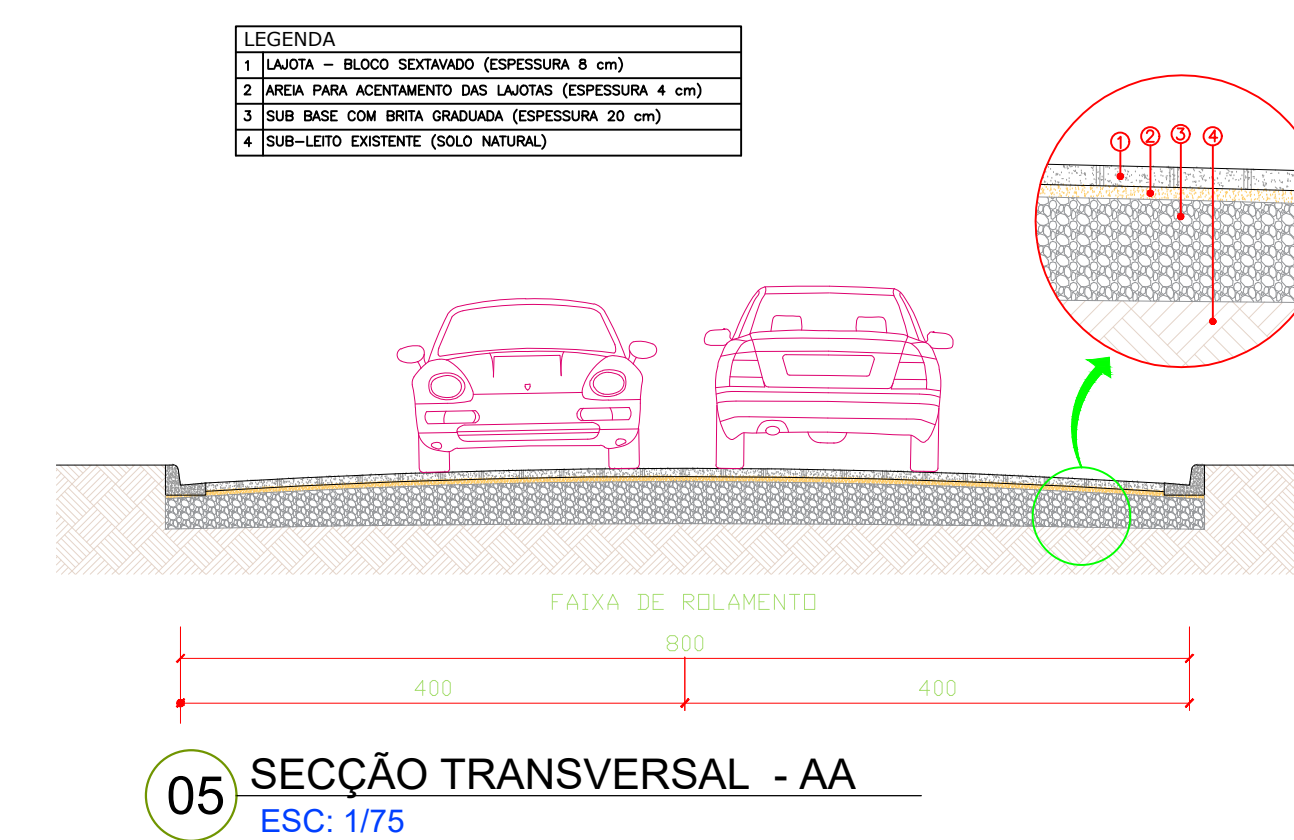 LEGENDA
1 LAJOTA – BLOCO SEXTAVADO (ESPESSURA 8 cm)
2 AREIA PARA ACENTAMENTO DAS LAJOTAS (ESPESSURA 4 cm)
3 SUB BASE COM BRITA GRADUADA (ESPESSURA 20 cm)
4 SUB–LEITO EXISTENTE (SOLO NATURAL)
1 2 3 4
FAIXA DE ROLAMENTO
800
400 400
05 SECÇÃO TRANSVERSAL - AA
ESC: 1/75